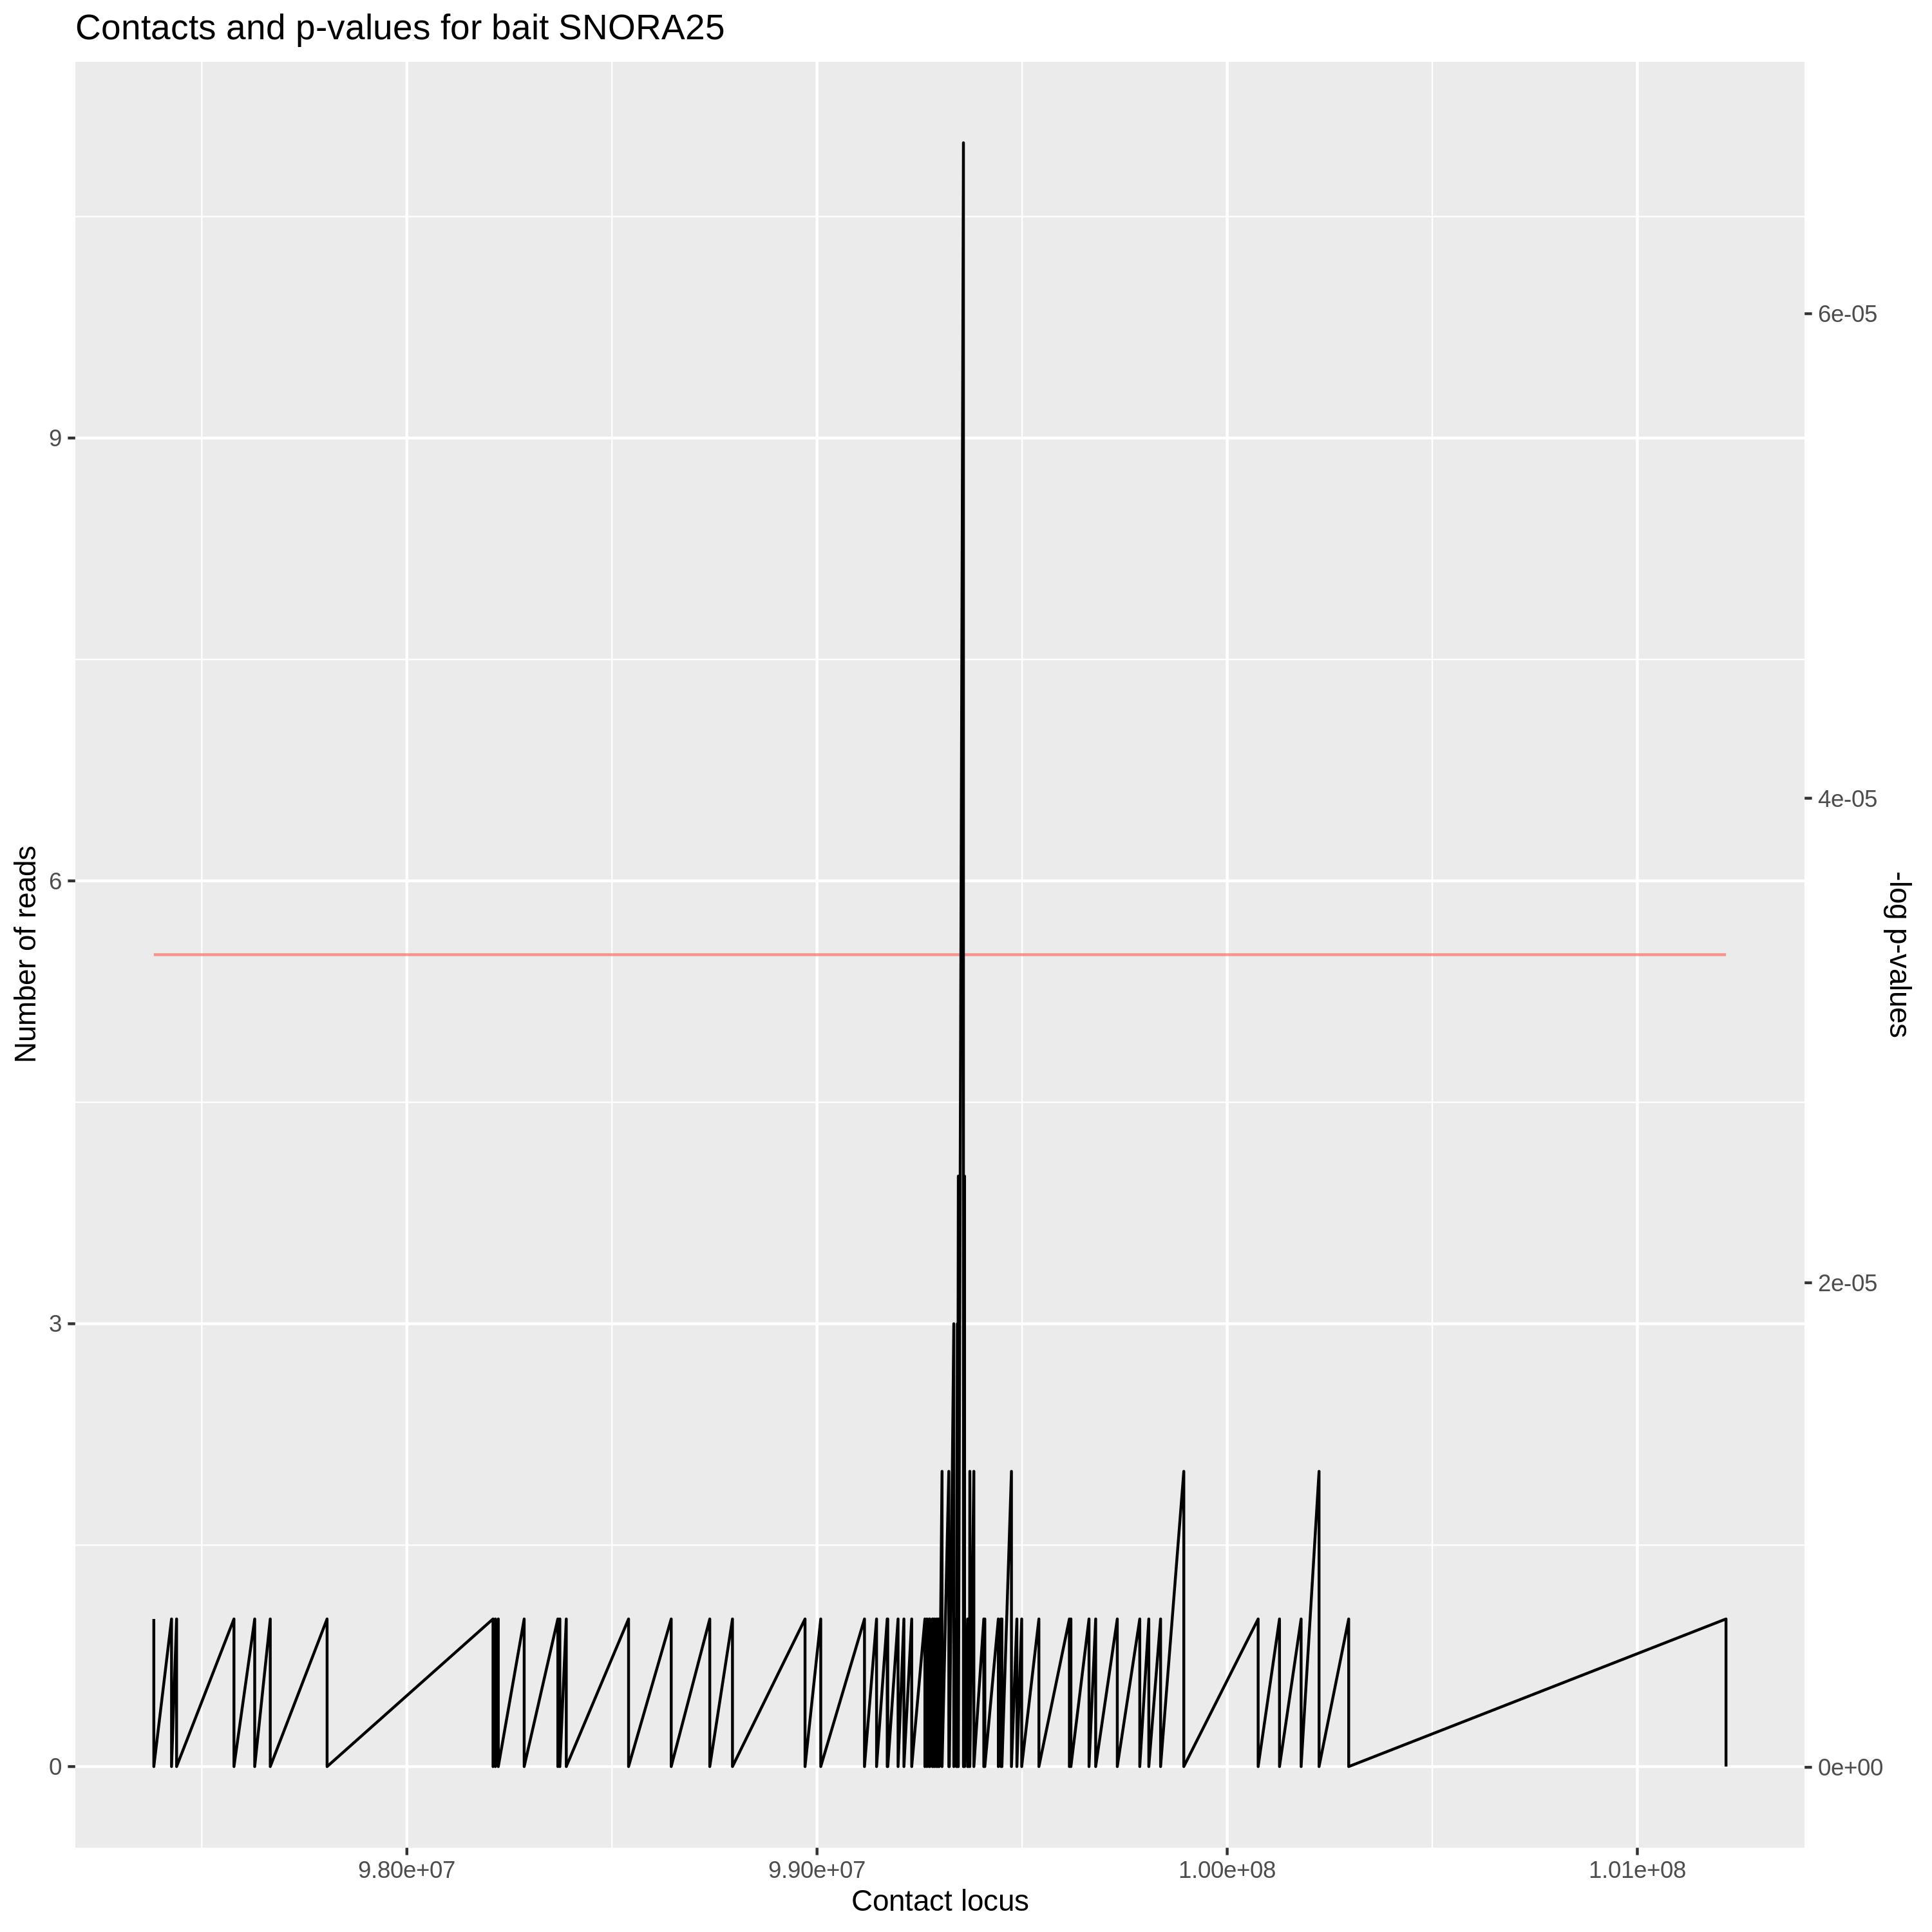 Contacts and p-values for bait SNORA25
9
6
3
0
Number of reads
6e-05
4e-05
2e-05
0e+00
-log p-values
9.80e+07
9.90e+07
1.00e+08
1.01e+08
Contact locus